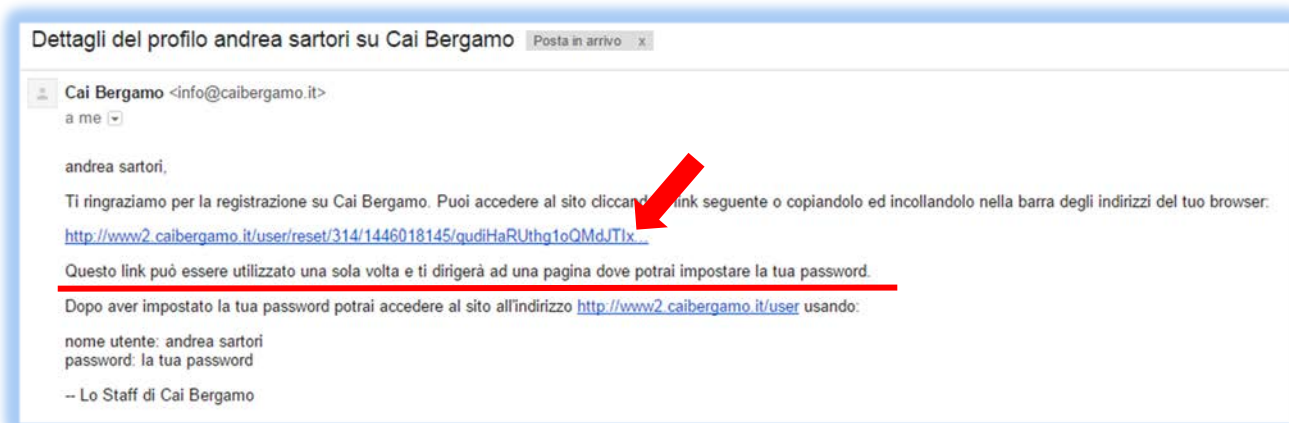 Dettagli del profilo andrea sartori su Cai Bergamo Posta in arrivo x
Cai Bergamo <info@caibergamo.it>
a me
andrea sartori,
Ti ringraziamo per la registrazione su Cai Bergamo. Puoi accedere al sito cliccand link seguente o copiandolo ed incollandolo nella barra degli indirizzi del tuo browser:
http://www2.caibergamo.it/user/reset/314/1446018145/qudiHaRUthg1oQMdJTIx...
Questo link può essere utilizzato una sola volta e ti dirigerà ad una pagina dove potrai impostare la tua password.
Dopo aver impostato la tua password potrai accedere al sito all'indirizzo http://www2.caibergamo.it/user usando:
nome utente: andrea sartori
password: la tua password
-- Lo Staff di Cai Bergamo